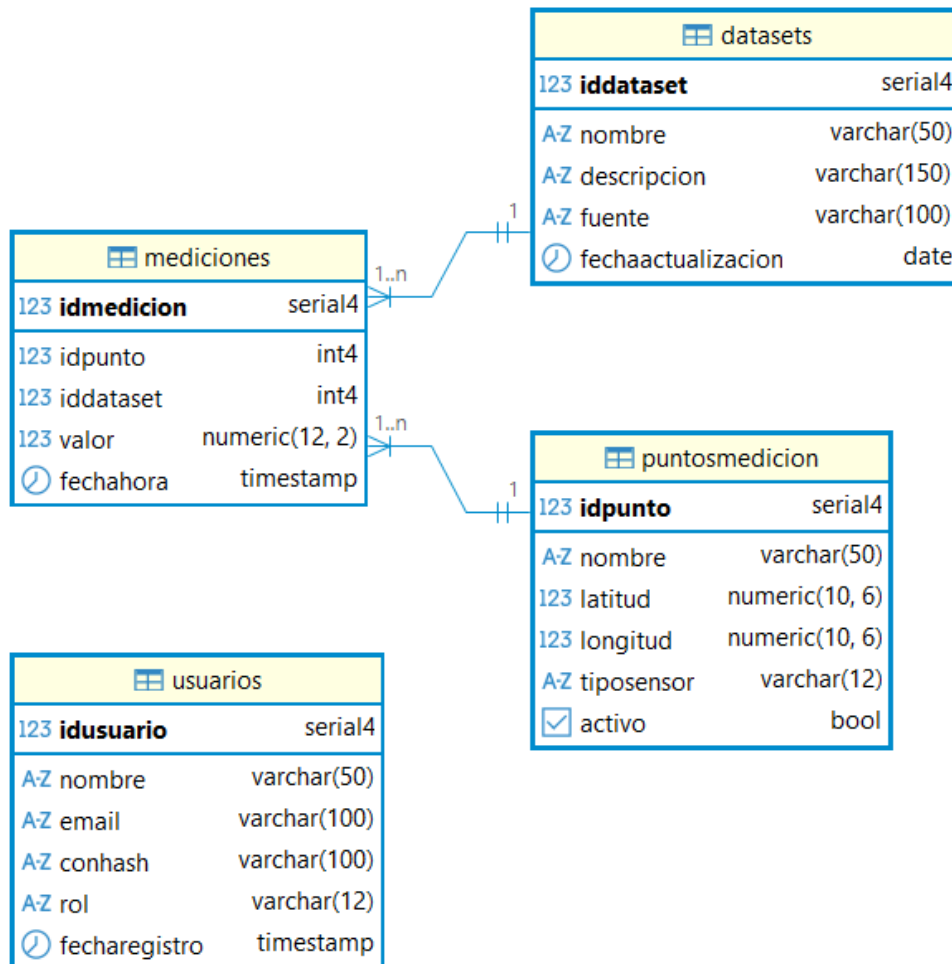 datasets
123 iddataset serial4
A-Z nombre varchar(50)
A-Z descripcion varchar(150)
A-Z fuente varchar(100)
fechaactualizacion date
1
mediciones
1..n
123 idmedicion serial4
123 idpunto int4
123 iddataset int4
123 valor numeric(12, 2)
1..n
fechahora timestamp
puntosmedicion
1
123 idpunto serial4
A-Z nombre varchar(50)
123 latitud numeric(10, 6)
123 longitud numeric(10, 6)
A-Z tiposensor varchar(12)
activo bool
usuarios
123 idusuario serial4
A-Z nombre varchar(50)
A-Z email varchar(100)
A-Z conhash varchar(100)
A-Z rol varchar(12)
fecharegistro timestamp